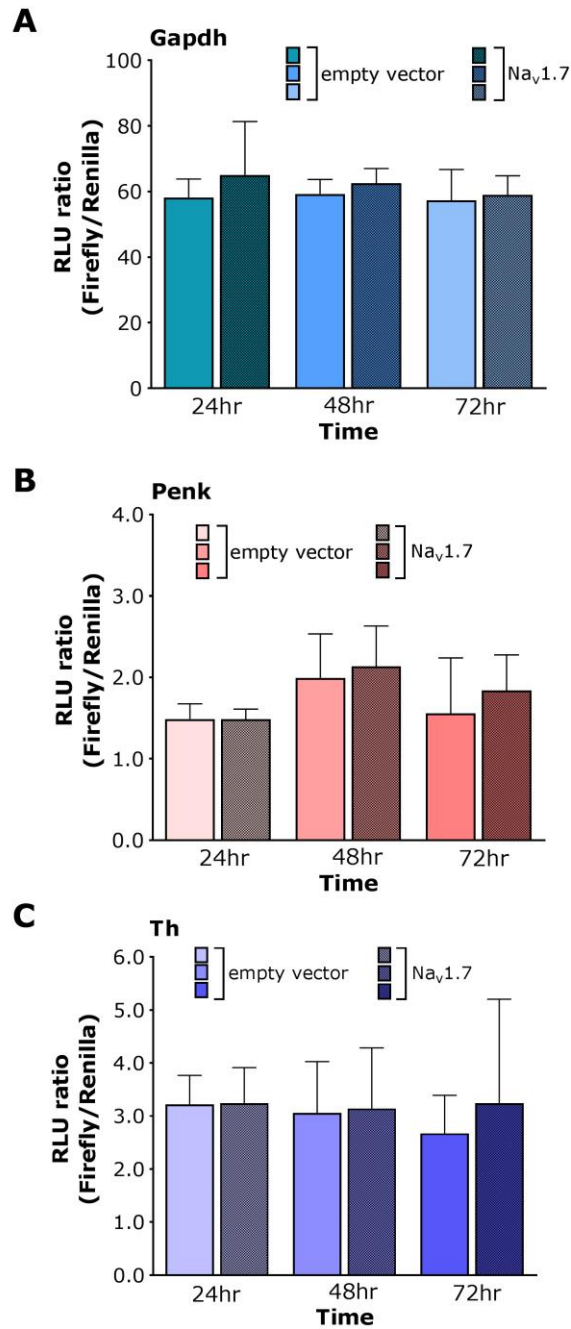 A
Gapdh
empty vector
Nav1.7
100
80
60
40
20
0
RLU ratio
(Firefly/Renilla)
24hr
48hr
72hr
Time
B
Penk
empty vector
Nav1.7
4.0
3.0
2.0
1.0
0.0
RLU ratio
(Firefly/Renilla)
24hr
48hr
72hr
Time
C
Th
empty vector
Nav1.7
6.0
5.0
4.0
3.0
2.0
1.0
0.0
RLU ratio
(Firefly/Renilla)
24hr
48hr
72hr
Time